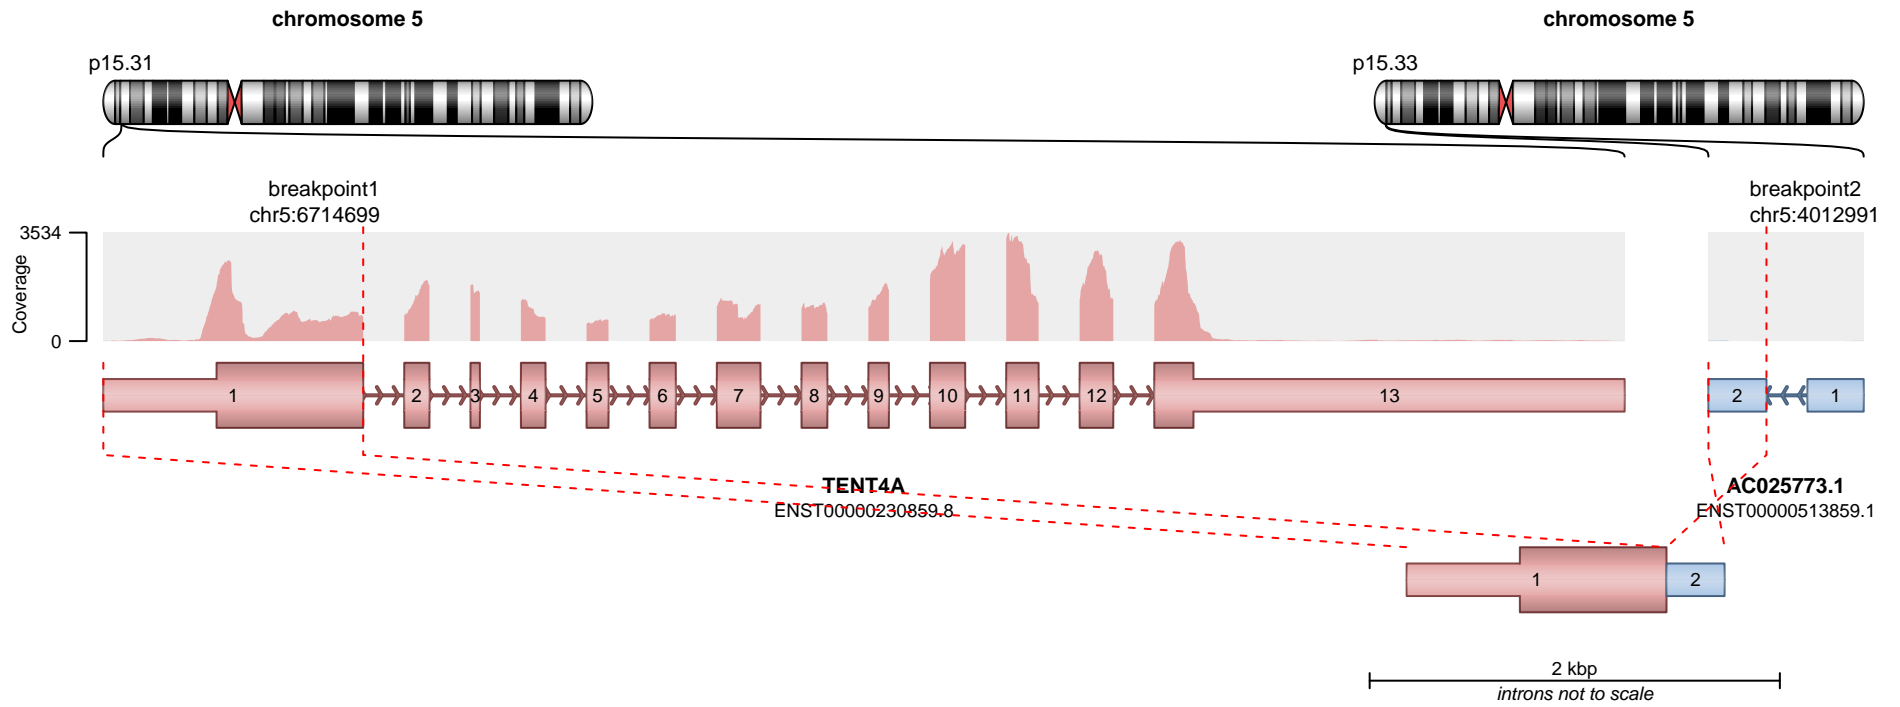 chromosome 5
chromosome 5
p15.31
p15.33
breakpoint1
chr5:6714699
breakpoint2
chr5:4012991
3534
Coverage
0
1 2 3 4 5 6 7 8 9 10 11 12 13 2 1
TENT4A
ENST00000230859.8
AC025773.1
ENST00000513859.1
1 2
2 kbp
introns not to scale